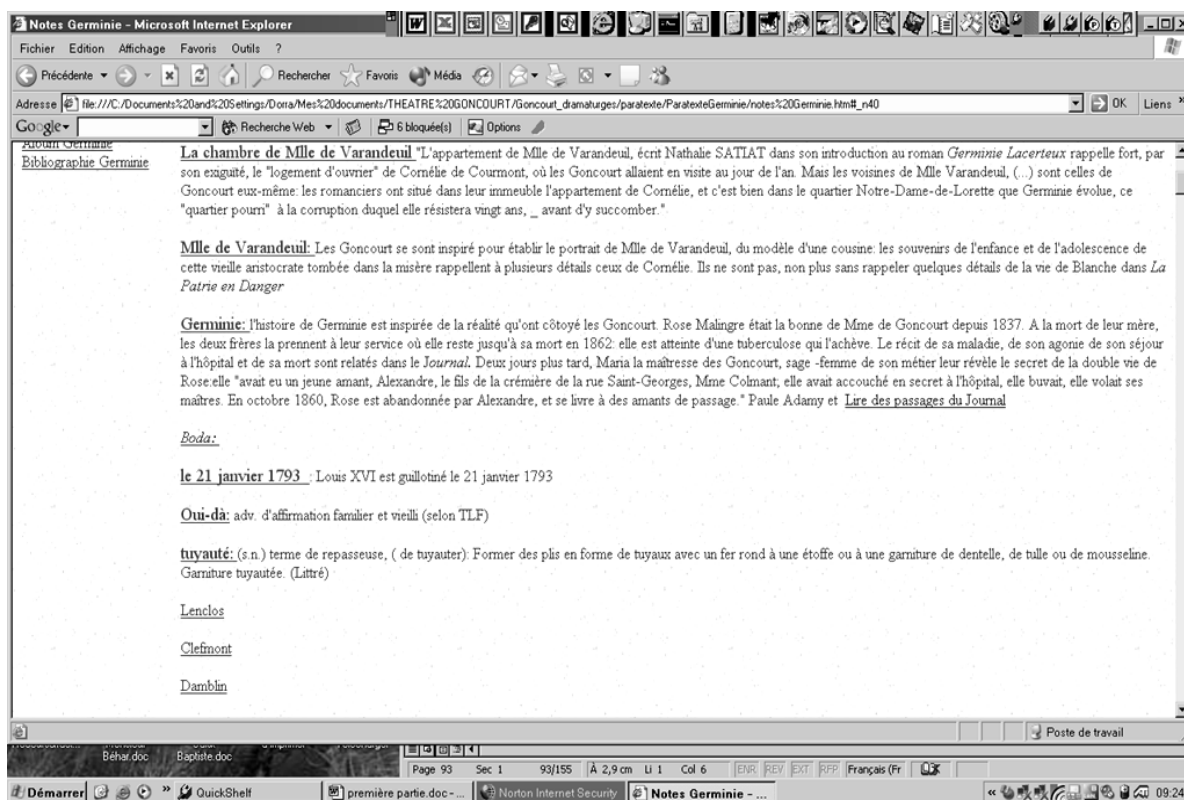 Notes Germinie - Microsoft Internet Explorer
Fichier Edition Affichage Favoris Outils ?
Précédente Rechercher Favoris Média
Adresse file:///C:/Documents%20and%20Settings/Dorra/Mes%20documents/THEATRE%20GONCOURT/Goncourt_dramaturges/paratexte/ParatexteGerminie/notes%20Germinie.htm#_n40 OK Liens »
Google Recherche Web 6 bloquée(s) Options
Album Germinie
Bibliographie Germinie
La chambre de Mlle de Varandeuil "L'appartement de Mlle de Varandeuil, écrit Nathalie SATIAT dans son introduction au roman Germinie Lacerteux rappelle fort, par
son exiguité, le "logement d'ouvrier" de Cornélie de Courmont, où les Goncourt allaient en visite au jour de l'an. Mais les voisines de Mlle Varandeuil, (...) sont celles de
Goncourt eux-même: les romanciers ont situé dans leur immeuble l'appartement de Cornélie, et c'est bien dans le quartier Notre-Dame-de-Lorette que Germinie évolue, ce
"quartier pourri" à la corruption duquel elle résistera vingt ans, _ avant d'y succomber."
Mlle de Varandeuil: Les Goncourt se sont inspiré pour établir le portrait de Mlle de Varandeuil, du modèle d'une cousine: les souvenirs de l'enfance et de l'adolescence de
cette vieille aristocrate tombée dans la misère rappellent à plusieurs détails ceux de Cornélie. Ils ne sont pas, non plus sans rappeler quelques détails de la vie de Blanche dans La
Patrie en Danger
Germinie: l'histoire de Germinie est inspirée de la réalité qu'ont côtoyé les Goncourt. Rose Malingre était la bonne de Mme de Goncourt depuis 1837. A la mort de leur mère,
les deux frères la prennent à leur service où elle reste jusqu'à sa mort en 1862: elle est atteinte d'une tuberculose qui l'achève. Le récit de sa maladie, de son agonie de son séjour
à l'hôpital et de sa mort sont relatés dans le Journal. Deux jours plus tard, Maria la maîtresse des Goncourt, sage -femme de son métier leur révèle le secret de la double vie de
Rose:elle "avait eu un jeune amant, Alexandre, le fils de la crémière de la rue Saint-Georges, Mme Colmant; elle avait accouché en secret à l'hôpital, elle buvait, elle volait ses
maîtres. En octobre 1860, Rose est abandonnée par Alexandre, et se livre à des amants de passage." Paule Adamy et Lire des passages du Journal
Boda:
le 21 janvier 1793 : Louis XVI est guillotiné le 21 janvier 1793
Oui-dà: adv. d'affirmation familier et vieilli (selon TLF)
tuyauté: (s.n.) terme de repasseuse, ( de tuyauter): Former des plis en forme de tuyaux avec un fer rond à une étoffe ou à une garniture de dentelle, de tulle ou de mousseline.
Garniture tuyautée. (Littré)
Lenclos
Clefmont
Damblin
Poste de travail
Béhar.doc Baptiste.doc
Page 93 Sec 1 93/155 À 2,9 cm Li 1 Col 6 ENR REV EXT RFP Français (Fr
Démarrer » QuickShelf première partie.doc - ... Norton Internet Security Notes Germinie - ... « 09:24